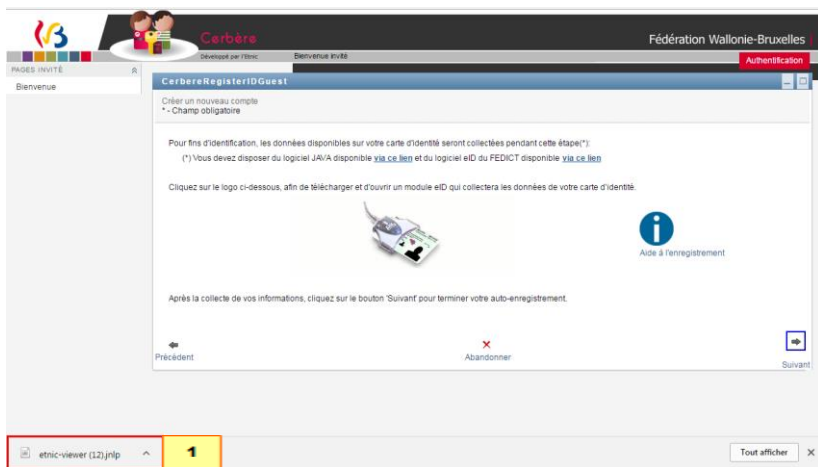 Cerbère
Fédération Wallonie-Bruxelles
Développé par l'Etnic
Bienvenue Invité
Authentification
PAGES INVITÉ
Bienvenue
CerbereRegisterIDGuest
Créer un nouveau compte
* - Champ obligatoire
Pour fins d'identification, les données disponibles sur votre carte d'identité seront collectées pendant cette étape(*):
(*) Vous devez disposer du logiciel JAVA disponible via ce lien et du logiciel eID du FEDICT disponible via ce lien
Cliquez sur le logo ci-dessous, afin de télécharger et d'ouvrir un module eID qui collectera les données de votre carte d'identité.
Aide à l'enregistrement
Après la collecte de vos informations, cliquez sur le bouton 'Suivant' pour terminer votre auto-enregistrement.
Précédent
Abandonner
Suivant
etnic-viewer (12).jnlp
1
Tout afficher